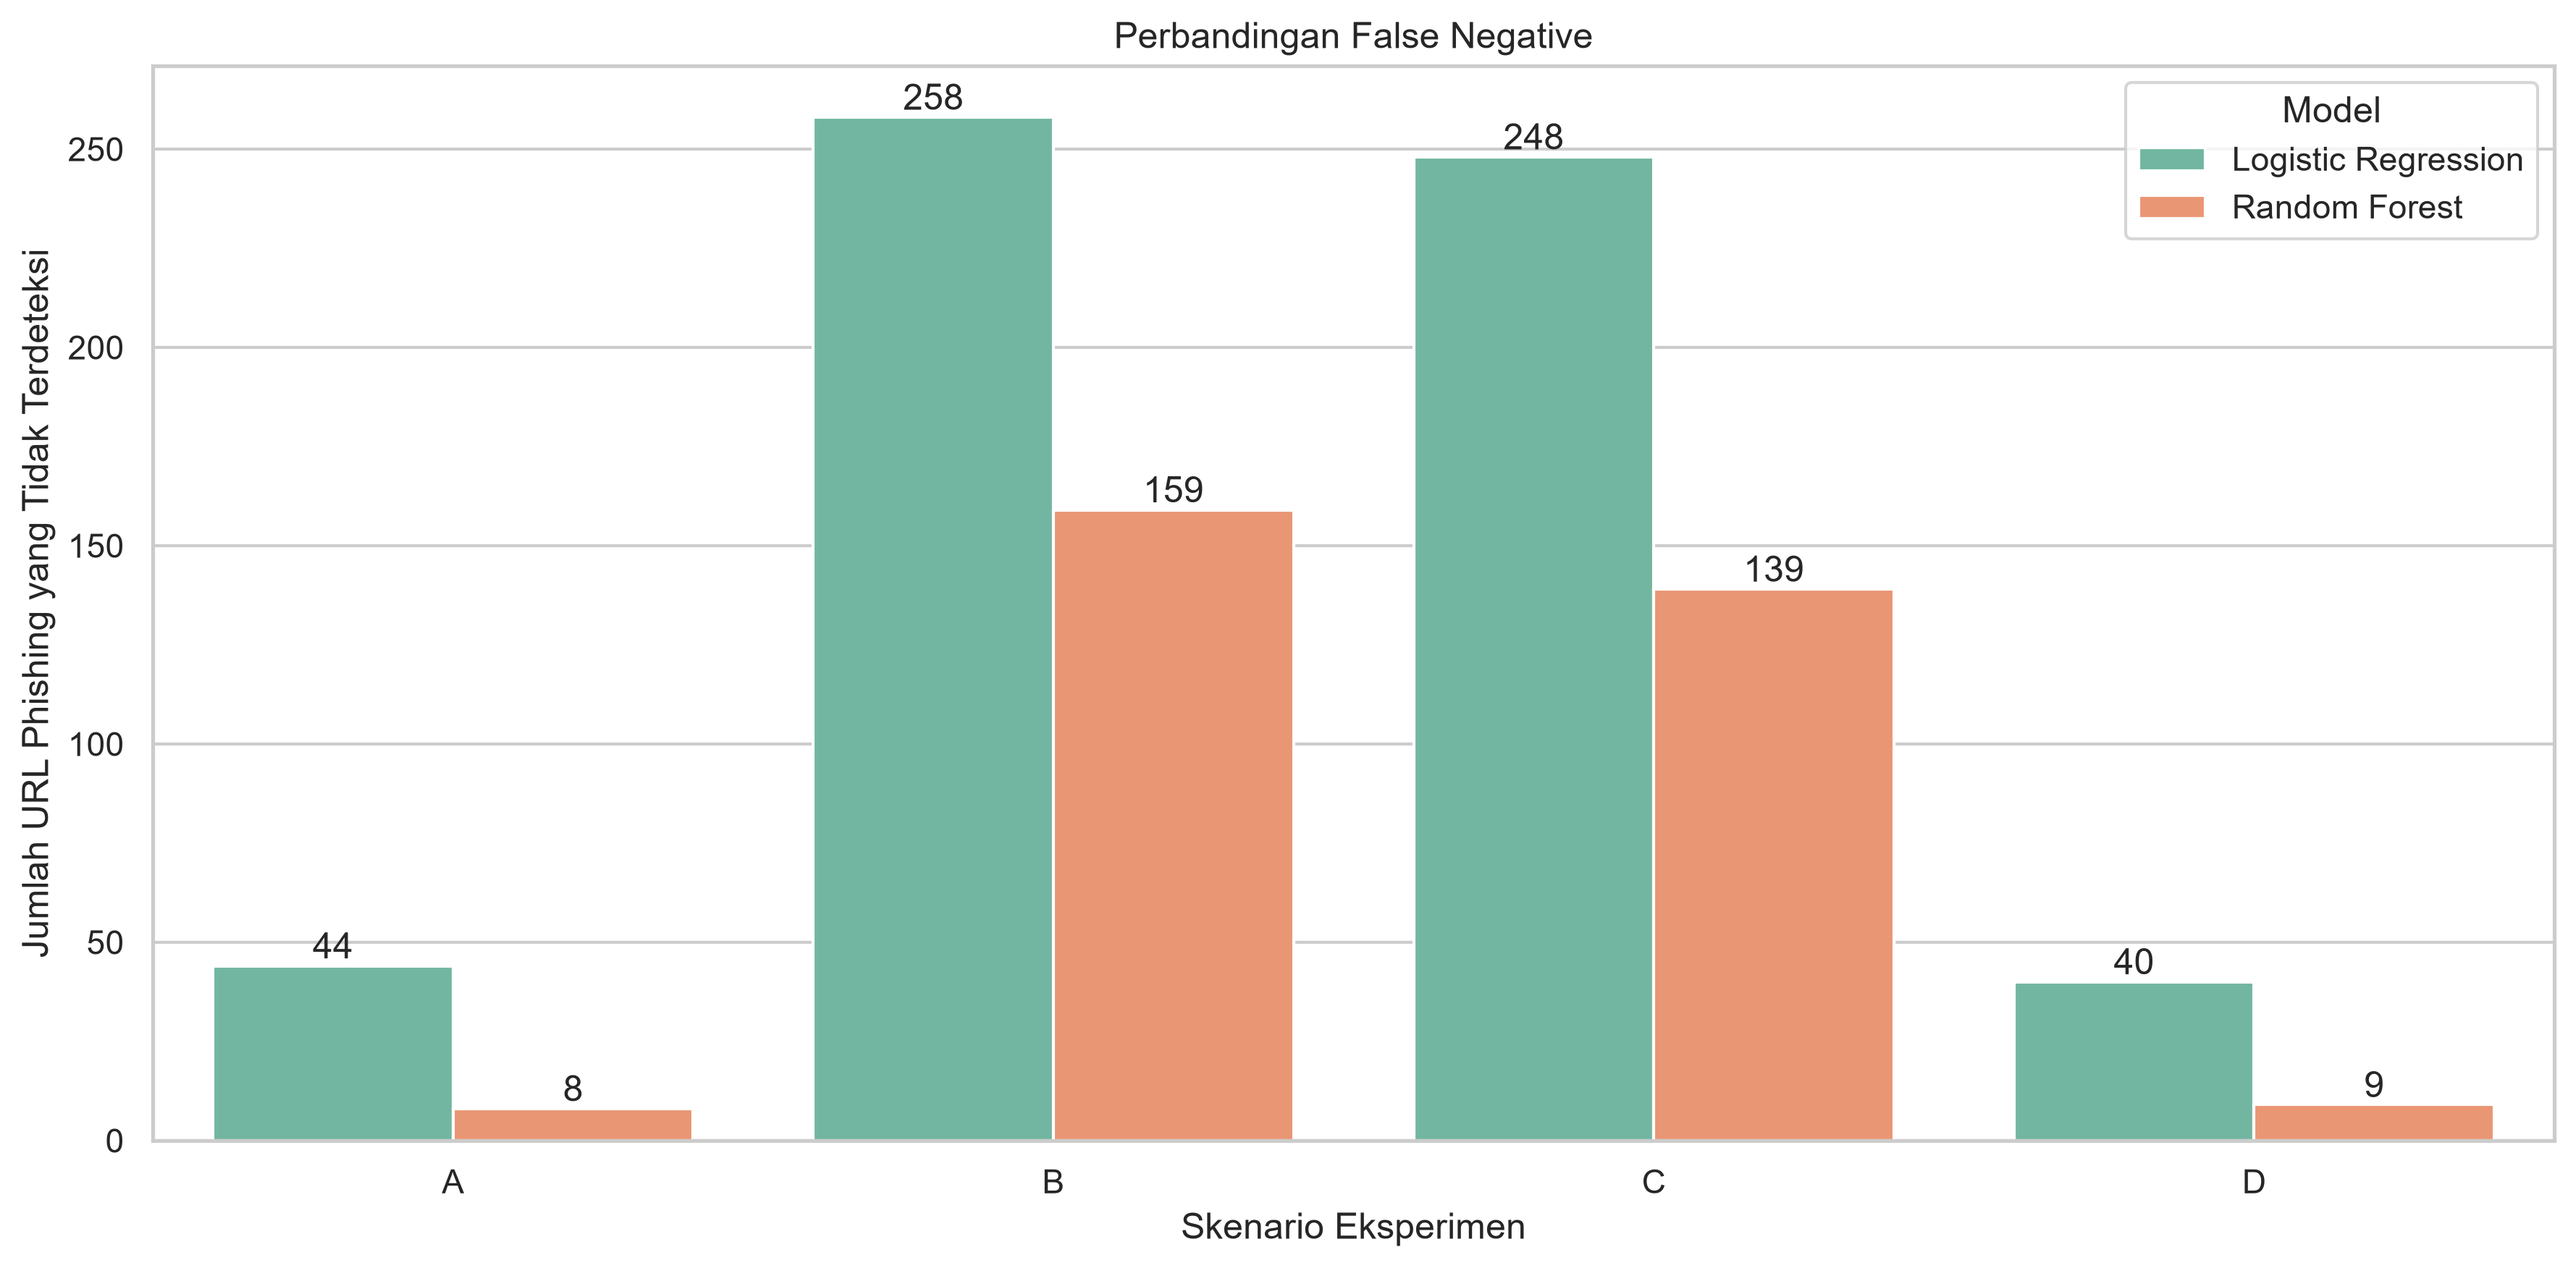 Perbandingan False Negative
Jumlah URL Phishing yang Tidak Terdeteksi
250
200
150
100
50
0
44
8
258
159
248
139
40
9
A
B
C
D
Skenario Eksperimen
Model
Logistic Regression
Random Forest